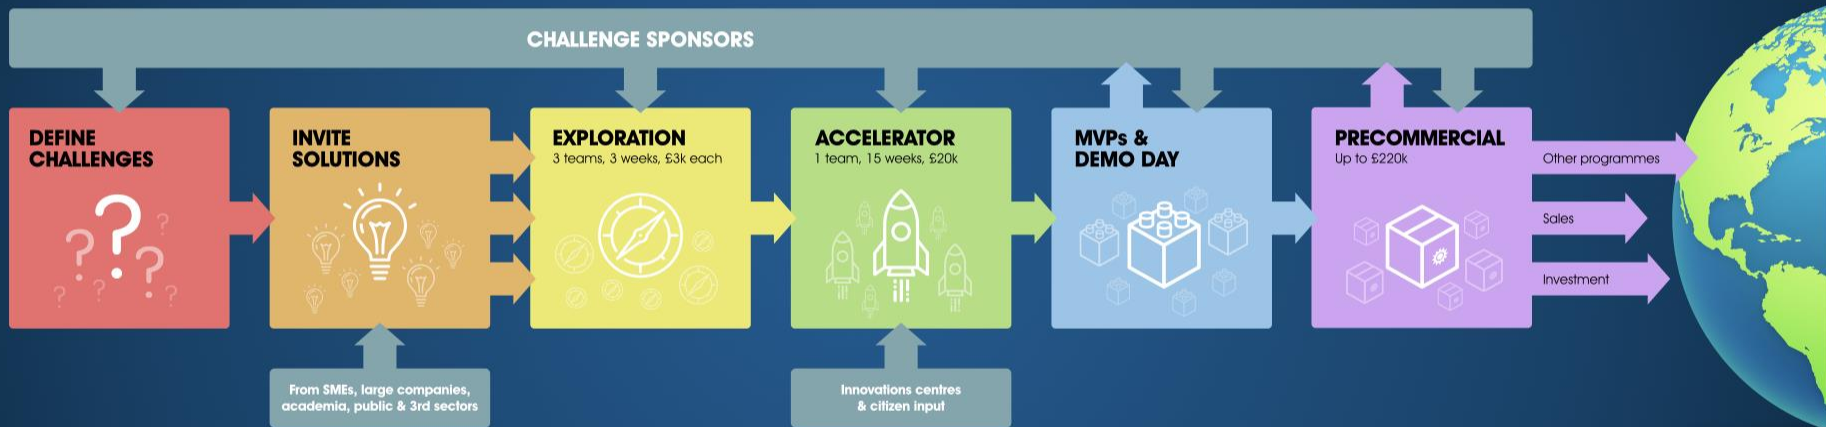 CHALLENGE SPONSORS
DEFINE
CHALLENGES
INVITE
SOLUTIONS
EXPLORATION
3 teams, 3 weeks, £3k each
ACCELERATOR
1 team, 15 weeks, £20k
MVPs &
DEMO DAY
PRECOMMERCIAL
Up to £220k
Other programmes
Sales
Investment
From SMEs, large companies,
academia, public & 3rd sectors
Innovations centres
& citizen input